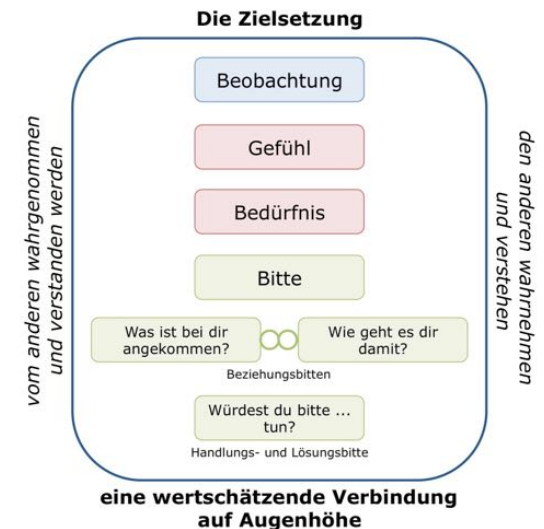 Die Zielsetzung
vom anderen wahrgenommen
und verstanden werden
Beobachtung
Gefühl
Bedürfnis
Bitte
Was ist bei dir
angekommen?
Wie geht es dir
damit?
Beziehungsbitten
Würdest du bitte ...
tun?
Handlungs- und Lösungsbitte
den anderen wahrnehmen
und verstehen
eine wertschätzende Verbindung
auf Augenhöhe